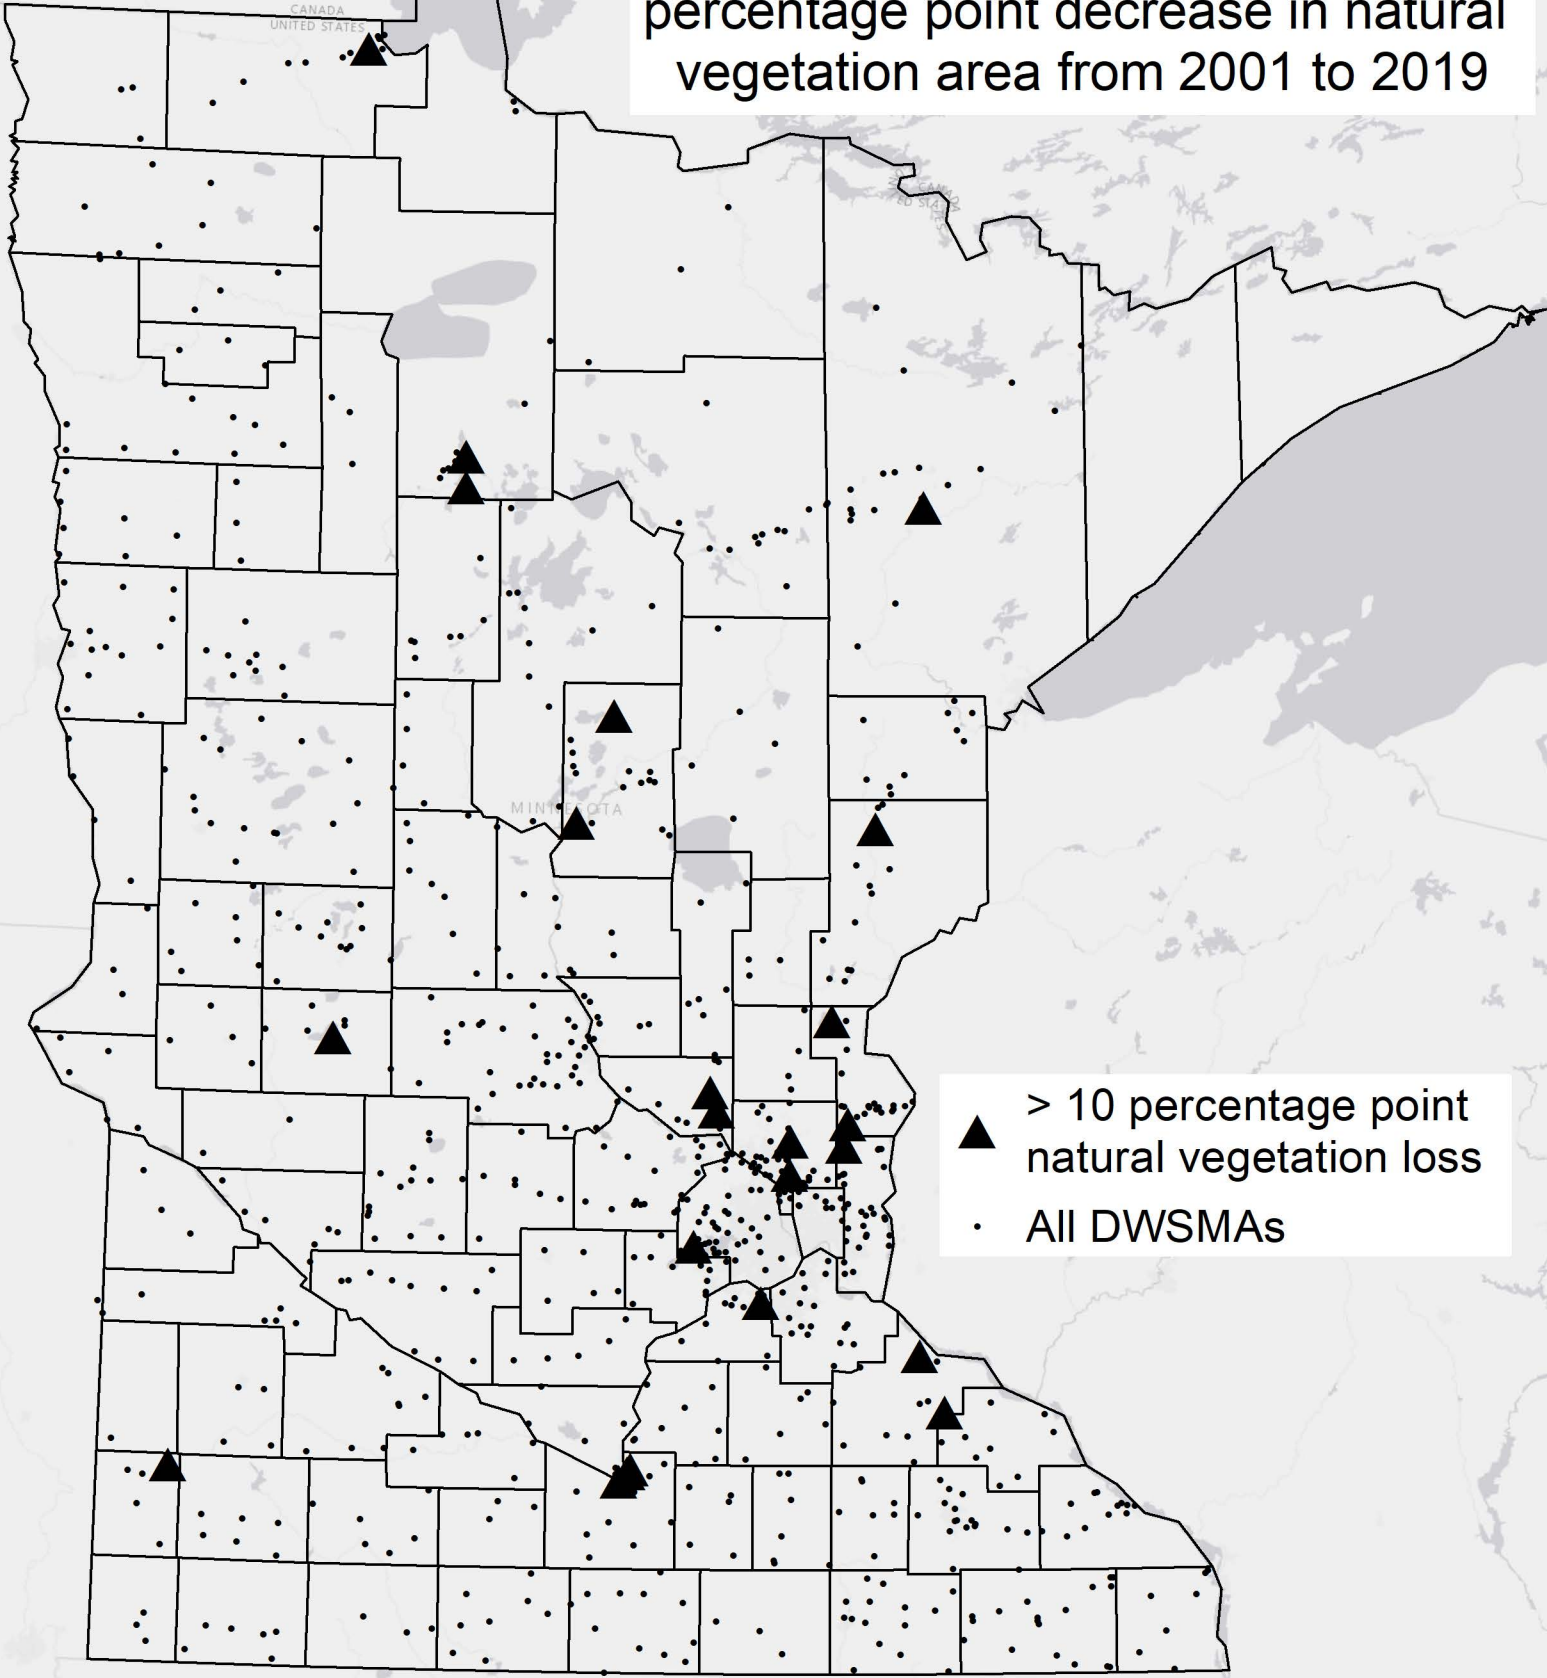 percentage point decrease in natural
vegetation area from 2001 to 2019
CANADA
UNITED STATES
CANADA
MINNESOTA
> 10 percentage point
natural vegetation loss
All DWSMAs